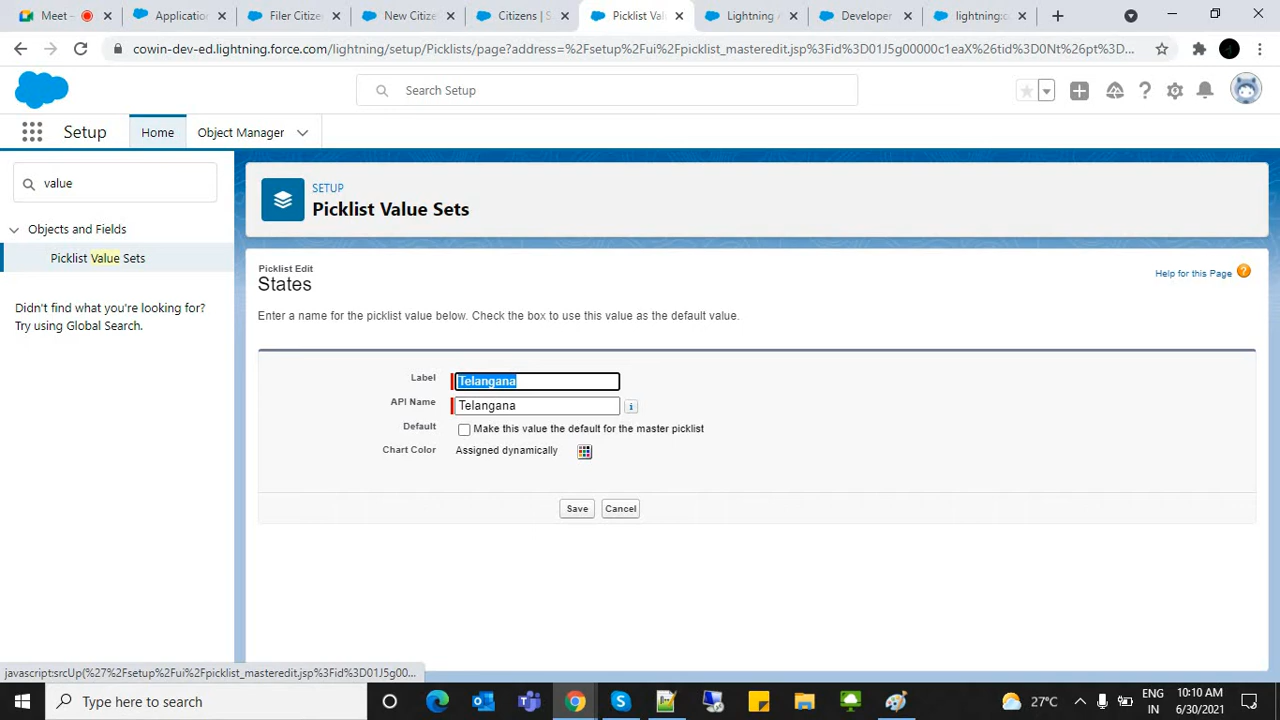 Meet –
Application
Filer Citize
New Citize
Citizens | S
Picklist Val
Lightning
Developer
lightning:c
cowin-dev-ed.lightning.force.com/lightning/setup/Picklists/page?address=%2Fsetup%2Fui%2Fpicklist_masteredit.jsp%3Fid%3D01J5g00000c1eaX%26tid%3D0Nt%26pt%3D...
Search Setup
Setup
Home
Object Manager
value
Objects and Fields
Picklist Value Sets
Didn't find what you're looking for?
Try using Global Search.
SETUP
Picklist Value Sets
Picklist Edit
States
Help for this Page ?
Enter a name for the picklist value below. Check the box to use this value as the default value.
Label Telangana
API Name Telangana i
Default Make this value the default for the master picklist
Chart Color Assigned dynamically
Save Cancel
javascript:srcUp(%27%2Fsetup%2Fui%2Fpicklist_masteredit.jsp%3Fid%3D01J5g00...
Type here to search
27°C
ENG
IN
10:10 AM
6/30/2021